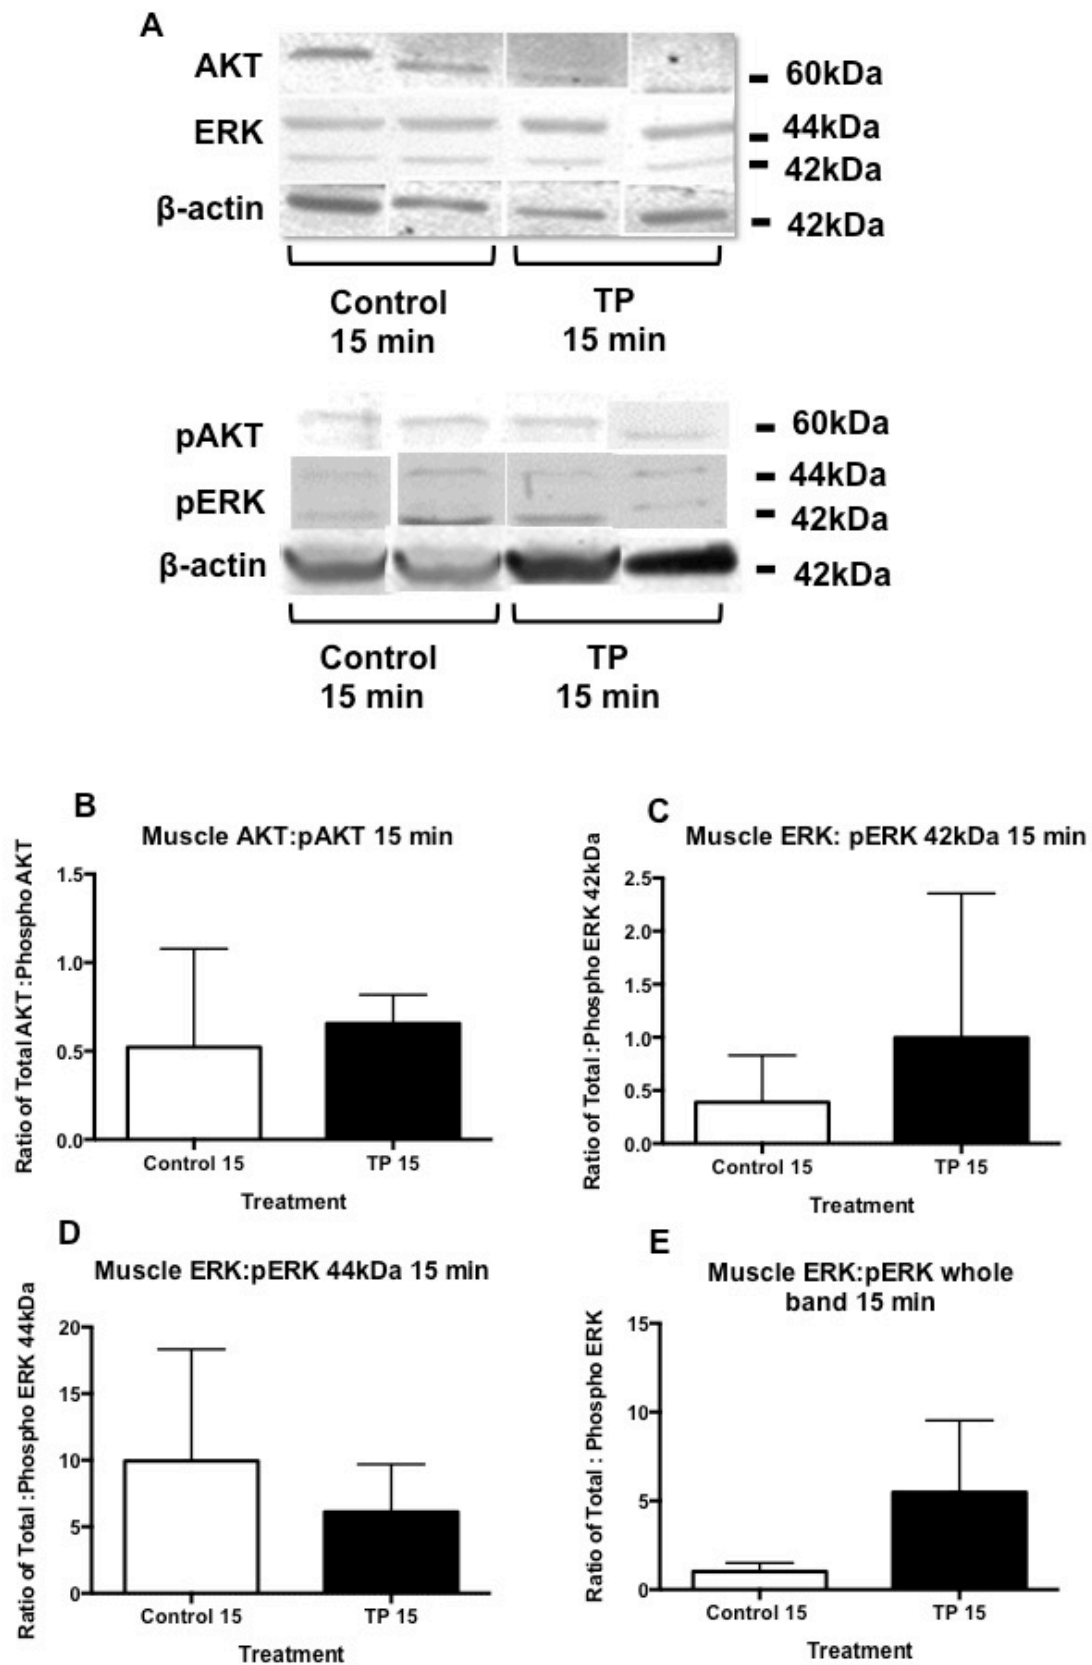 A
AKT
60kDa
ERK
44kDa
42kDa
β-actin
42kDa
Control
15 min
TP
15 min
pAKT
60kDa
44kDa
pERK
42kDa
β-actin
42kDa
Control
15 min
TP
15 min
B
Muscle AKT:pAKT 15 min
Ratio of Total AKT :Phospho AKT
1.5
1.0
0.5
0.0
Control 15
TP 15
Treatment
C
Muscle ERK: pERK 42kDa 15 min
Ratio of Total :Phospho ERK 42kDa
2.5
2.0
1.5
1.0
0.5
0.0
Control 15
TP 15
Treatment
D
Muscle ERK:pERK 44kDa 15 min
Ratio of Total :Phospho ERK 44kDa
20
15
10
5
0
Control 15
TP 15
Treatment
E
Muscle ERK:pERK whole
band 15 min
Ratio of Total : Phospho ERK
15
10
5
0
Control 15
TP 15
Treatment